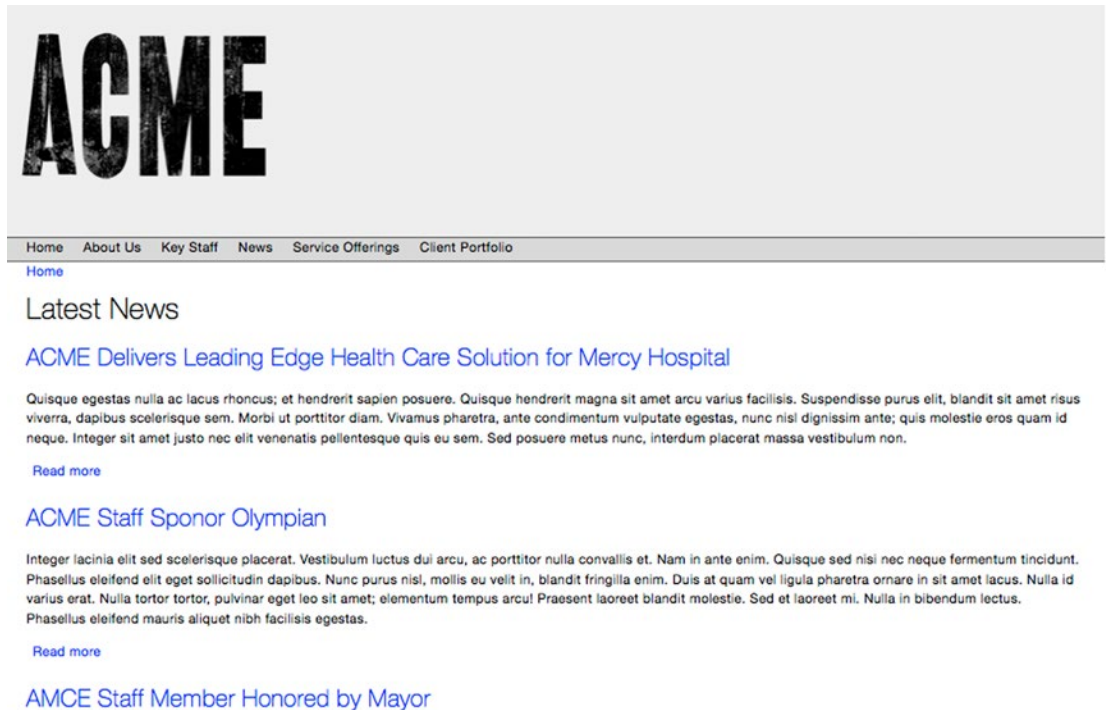 ACME
Home About Us Key Staff News Service Offerings Client Portfolio
Home
Latest News
ACME Delivers Leading Edge Health Care Solution for Mercy Hospital
Quisque egestas nulla ac lacus rhoncus; et hendrerit sapien posuere. Quisque hendrerit magna sit amet arcu varius facilisis. Suspendisse purus elit, blandit sit amet risus
viverra, dapibus scelerisque sem. Morbi ut porttitor diam. Vivamus pharetra, ante condimentum vulputate egestas, nunc nisl dignissim ante; quis molestie eros quam id
neque. Integer sit amet justo nec elit venenatis pellentesque quis eu sem. Sed posuere metus nunc, interdum placerat massa vestibulum non.
Read more
ACME Staff Sponor Olympian
Integer lacinia elit sed scelerisque placerat. Vestibulum luctus dui arcu, ac porttitor nulla convallis et. Nam in ante enim. Quisque sed nisi nec neque fermentum tincidunt.
Phasellus eleifend elit eget sollicitudin dapibus. Nunc purus nisl, mollis eu velit in, blandit fringilla enim. Duis at quam vel ligula pharetra ornare in sit amet lacus. Nulla id
varius erat. Nulla tortor tortor, pulvinar eget leo sit amet; elementum tempus arcu! Praesent laoreet blandit molestie. Sed et laoreet mi. Nulla in bibendum lectus.
Phasellus eleifend mauris aliquet nibh facilisis egestas.
Read more
AMCE Staff Member Honored by Mayor